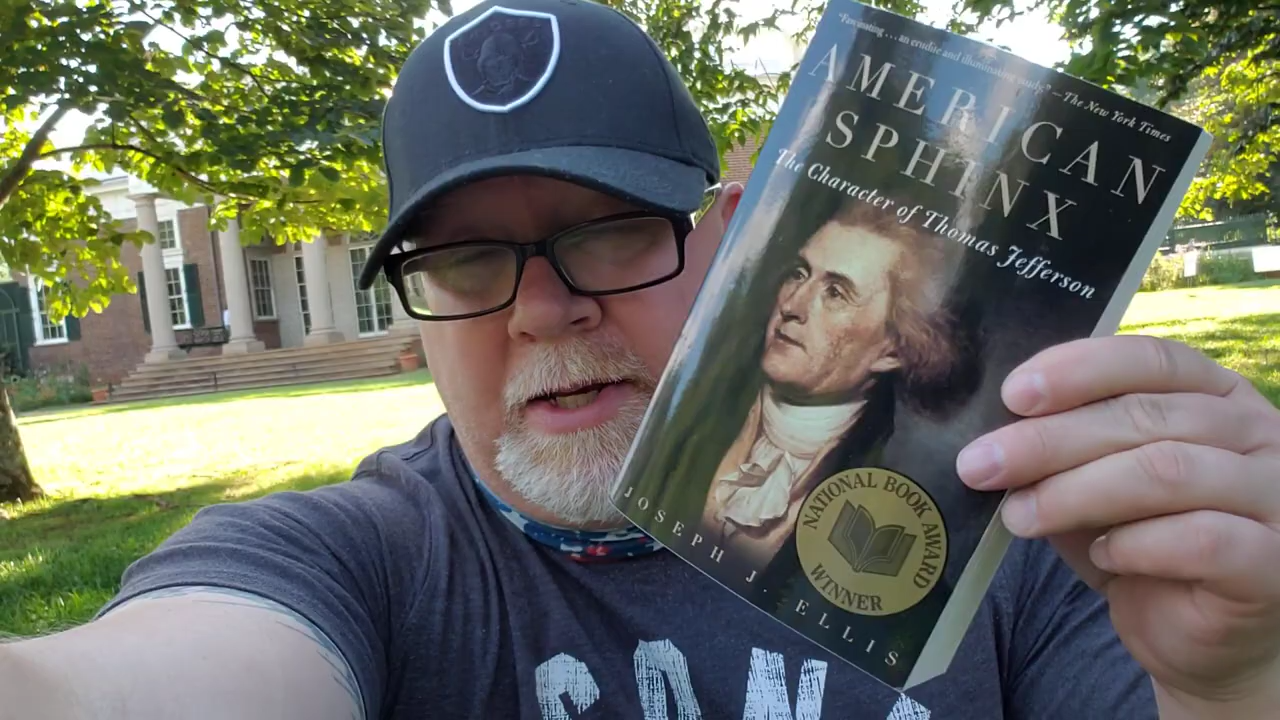 "Fascinating . . . an erudite and illuminating study." —The New York Times
AMERICAN
SPHINX
The Character of Thomas Jefferson
NATIONAL BOOK AWARD
WINNER
JOSEPH J. ELLIS